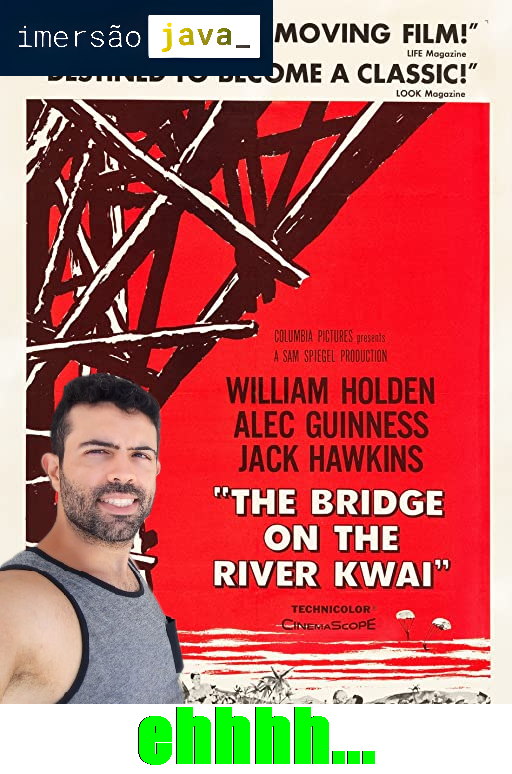 imersão java_
MOVING FILM!”
LIFE Magazine
DESTINED TO BECOME A CLASSIC!”
LOOK Magazine
COLUMBIA PICTURES presents
A SAM SPIEGEL PRODUCTION
WILLIAM HOLDEN
ALEC GUINNESS
JACK HAWKINS
"THE BRIDGE
ON THE
RIVER KWAI”
TECHNICOLOR
CINEMASCOPE
ehhhh...